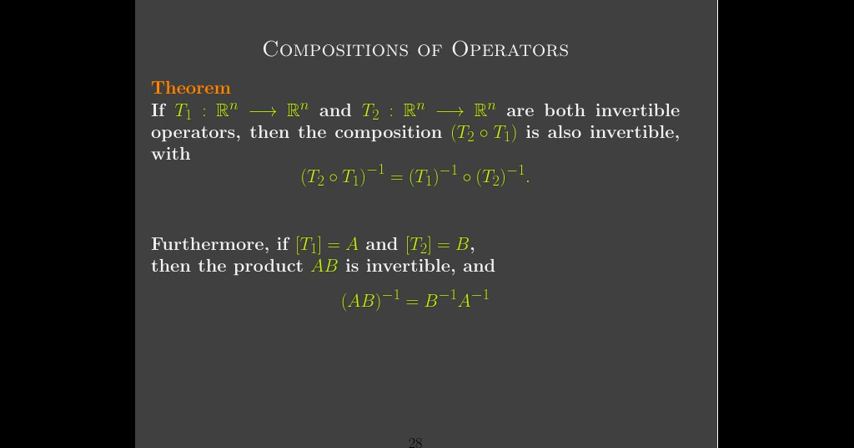 COMPOSITIONS OF OPERATORS
Theorem
If T₁ : ℝⁿ ⟶ ℝⁿ and T₂ : ℝⁿ ⟶ ℝⁿ are both invertible
operators, then the composition (T₂ ∘ T₁) is also invertible,
with
(T₂ ∘ T₁)⁻¹ = (T₁)⁻¹ ∘ (T₂)⁻¹.
Furthermore, if [T₁] = A and [T₂] = B,
then the product AB is invertible, and
(AB)⁻¹ = B⁻¹A⁻¹
28